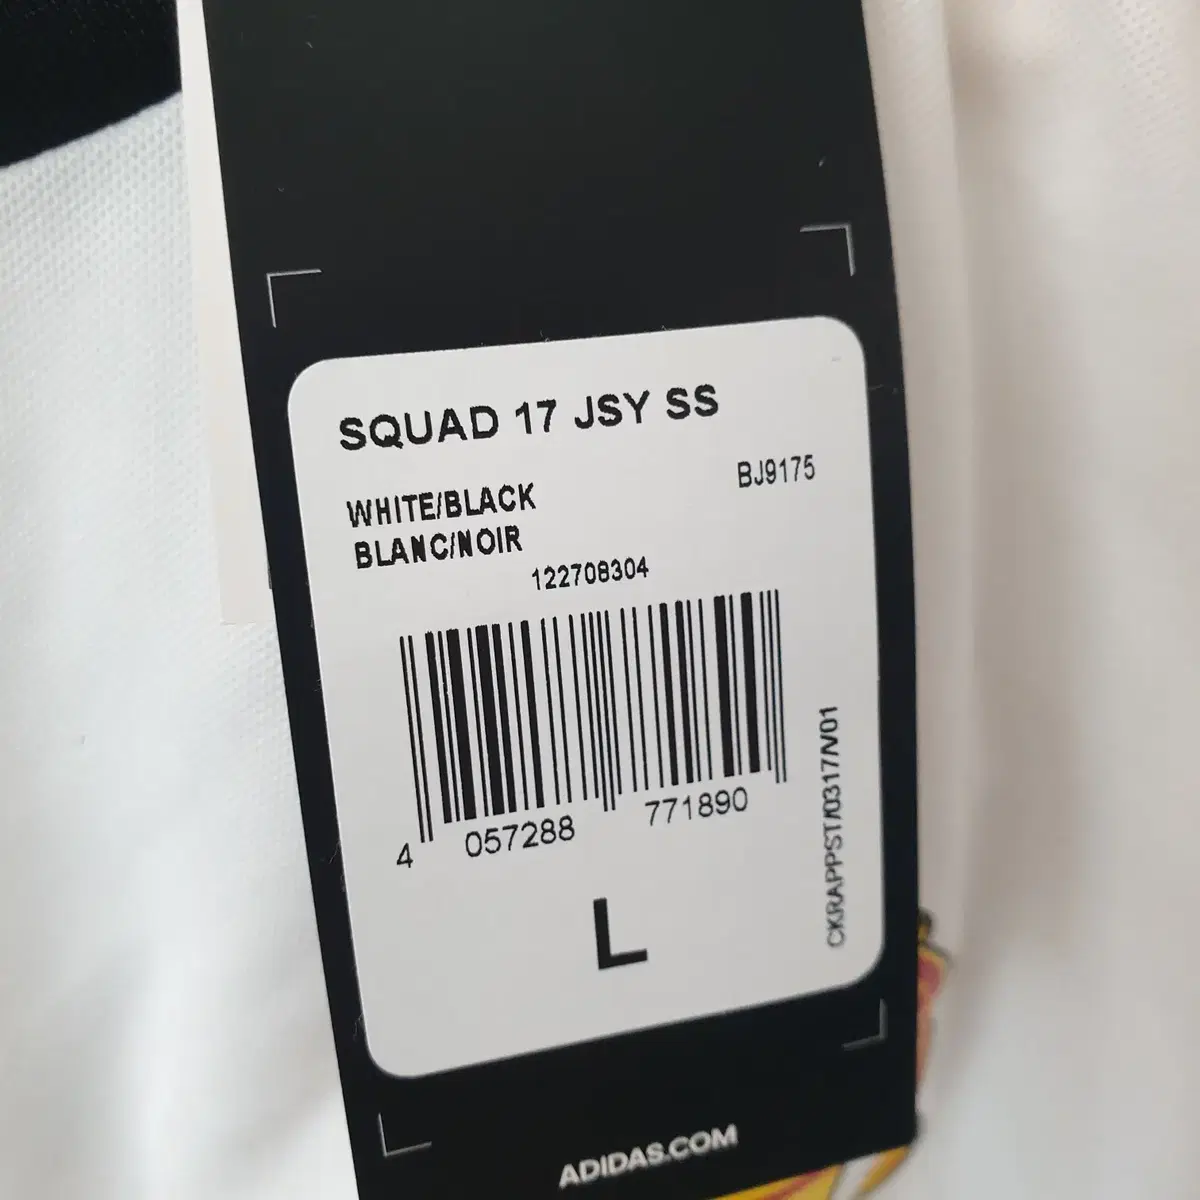 SQUAD 17 JSY SS
BJ9175
WHITE/BLACK
BLANC/NOIR
122708304
4 057288 771890
L
CKRAPPST/0317/V01
ADIDAS.COM